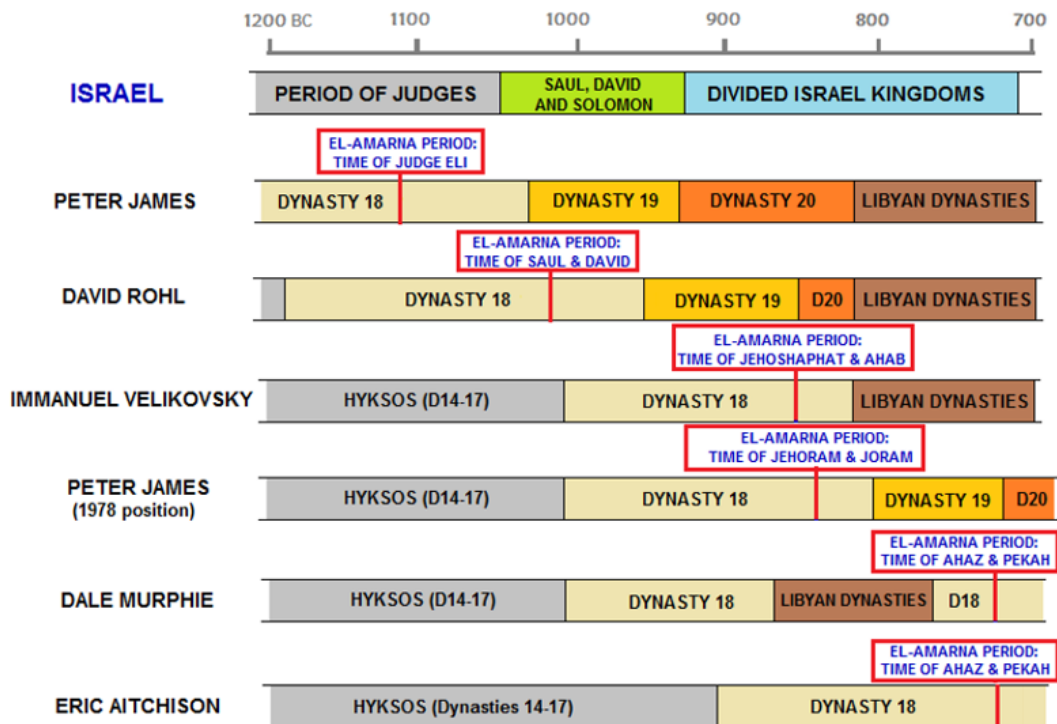 1200 BC 1100 1000 900 800 700
ISRAEL
PERIOD OF JUDGES
SAUL, DAVID
AND SOLOMON
DIVIDED ISRAEL KINGDOMS
EL-AMARNA PERIOD:
TIME OF JUDGE ELI
PETER JAMES
DYNASTY 18
DYNASTY 19
DYNASTY 20
LIBYAN DYNASTIES
EL-AMARNA PERIOD:
TIME OF SAUL & DAVID
DAVID ROHL
DYNASTY 18
DYNASTY 19
D20
LIBYAN DYNASTIES
EL-AMARNA PERIOD:
TIME OF JEHOSHAPHAT & AHAB
IMMANUEL VELIKOVSKY
HYKSOS (D14-17)
DYNASTY 18
LIBYAN DYNASTIES
EL-AMARNA PERIOD:
TIME OF JEHORAM & JORAM
PETER JAMES
(1978 position)
HYKSOS (D14-17)
DYNASTY 18
DYNASTY 19
D20
EL-AMARNA PERIOD:
TIME OF AHAZ & PEKAH
DALE MURPHIE
HYKSOS (D14-17)
DYNASTY 18
LIBYAN DYNASTIES
D18
EL-AMARNA PERIOD:
TIME OF AHAZ & PEKAH
ERIC AITCHISON
HYKSOS (Dynasties 14-17)
DYNASTY 18